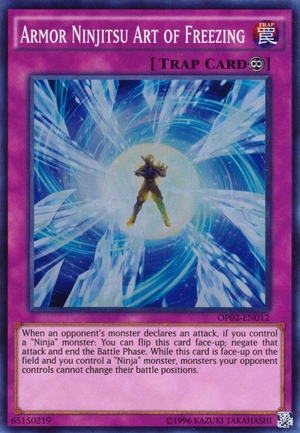 ARMOR NINJITSU ART OF FREEZING
TRAP
罠
[TRAP CARD]
OP02-EN012
When an opponent's monster declares an attack, if you control
a "Ninja" monster: You can flip this card face-up; negate that
attack and end the Battle Phase. While this card is face-up on the
field and you control a "Ninja" monster, monsters your opponent
controls cannot change their battle positions.
65150219
©1996 KAZUKI TAKAHASHI